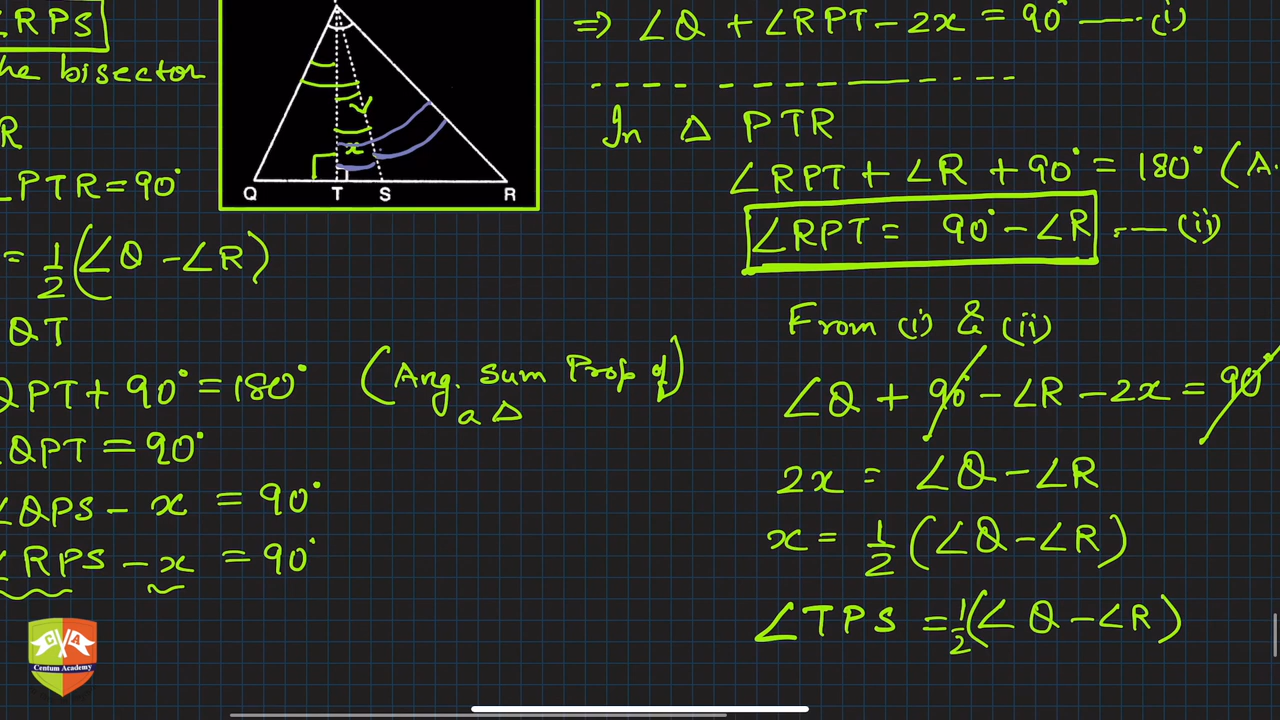 ∠RPS
he bisector
R
∠PTR = 90°
= 1/2 (∠Q - ∠R)
QT
QPT + 90° = 180° (Ang. Sum Prop of a Δ)
QPT = 90°
∠QPS - x = 90°
∠RPS - x = 90°
x
Q T S R
⇒ ∠Q + ∠RPT - 2x = 90° —— (i)
In Δ PTR
∠RPT + ∠R + 90° = 180° (A.
∠RPT = 90° - ∠R —— (ii)
From (i) & (ii)
∠Q + 90° - ∠R - 2x = 90°
2x = ∠Q - ∠R
x = 1/2 (∠Q - ∠R)
∠TPS = 1/2 (∠Q - ∠R)
C A
Centum Academy